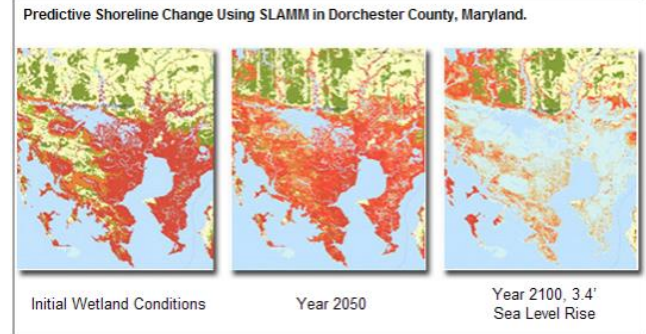 Predictive Shoreline Change Using SLAMM in Dorchester County, Maryland.
Initial Wetland Conditions
Year 2050
Year 2100, 3.4'
Sea Level Rise